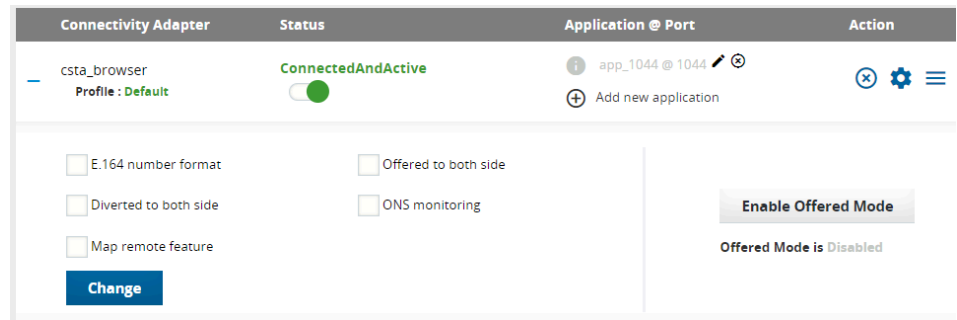 Connectivity Adapter Status Application @ Port Action
csta_browser ConnectedAndActive app_1044 @ 1044
Profile : Default Add new application
E.164 number format Offered to both side
Diverted to both side ONS monitoring Enable Offered Mode
Map remote feature Offered Mode is Disabled
Change